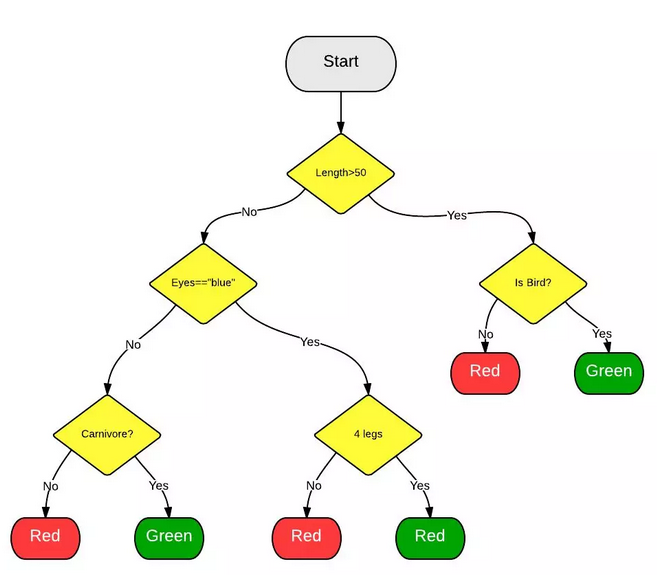 Start
Length>50
No
Yes
Eyes=="blue"
Is Bird?
No
Yes
No
Yes
Red
Green
Carnivore?
4 legs
No
Yes
No
Yes
Red
Green
Red
Red